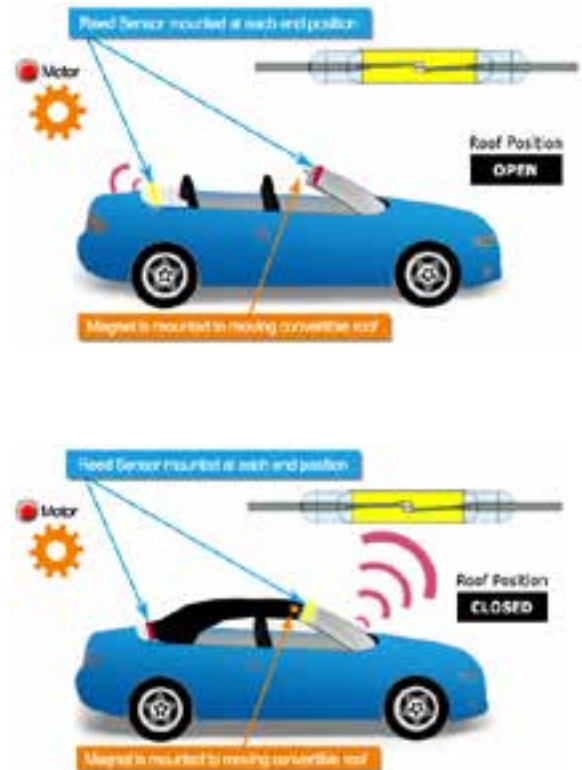 Reed Sensor mounted at each end position
Motor
Roof Position
OPEN
Magnet is mounted to moving convertible roof
Reed Sensor mounted at each end position
Motor
Roof Position
CLOSED
Magnet is mounted to moving convertible roof